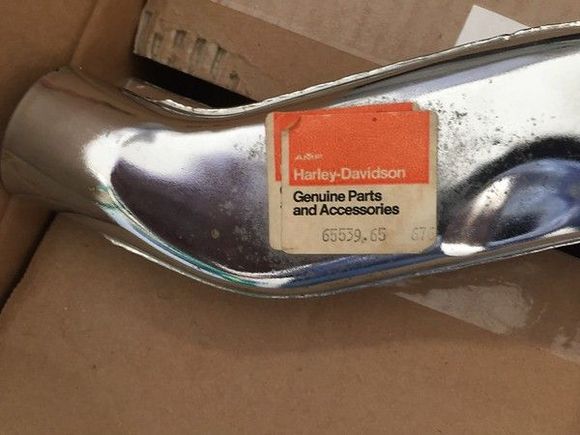 AMF
Harley-Davidson
Genuine Parts
and Accessories
65539.65